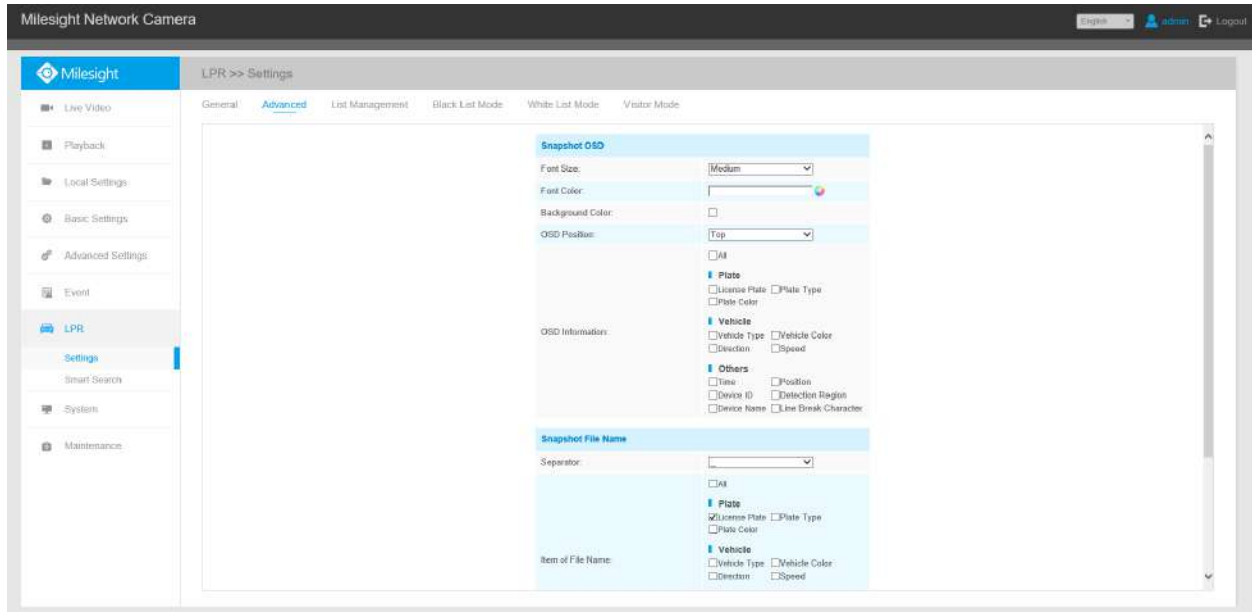 Milesight Network Camera
English admin Logout
Milesight
LPR >> Settings
Live Video
Playback
Local Settings
Basic Settings
Advanced Settings
Event
LPR
Settings
Smart Search
System
Maintenance
General Advanced List Management Black List Mode White List Mode Visitor Mode
Snapshot OSD
Font Size: Medium
Font Color:
Background Color:
OSD Position: Top
OSD Information:
All
Plate
License Plate Plate Type
Plate Color
Vehicle
Vehicle Type Vehicle Color
Direction Speed
Others
Time Position
Device ID Detection Region
Device Name Line Break Character
Snapshot File Name
Separator: _
Item of File Name:
All
Plate
License Plate Plate Type
Plate Color
Vehicle
Vehicle Type Vehicle Color
Direction Speed